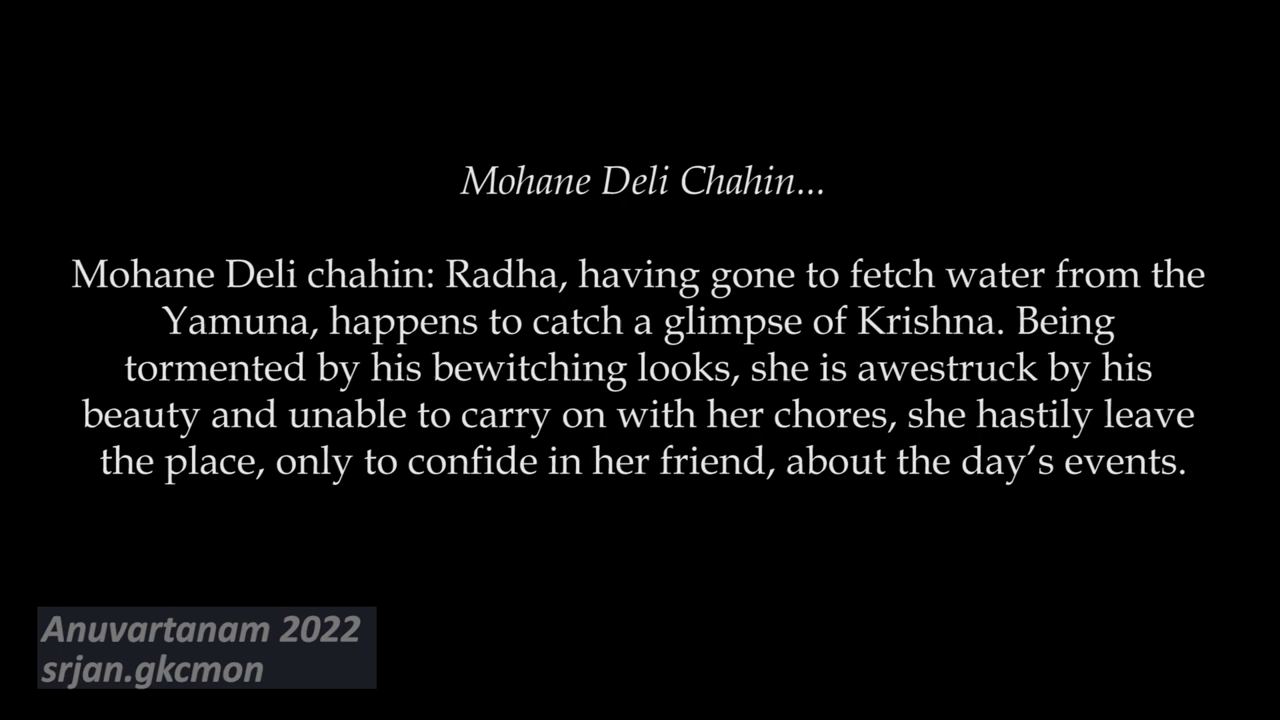 Mohane Deli Chahin...
Mohane Deli chahin: Radha, having gone to fetch water from the
Yamuna, happens to catch a glimpse of Krishna. Being
tormented by his bewitching looks, she is awestruck by his
beauty and unable to carry on with her chores, she hastily leave
the place, only to confide in her friend, about the day’s events.
Anuvartanam 2022
srjan.gkcmon